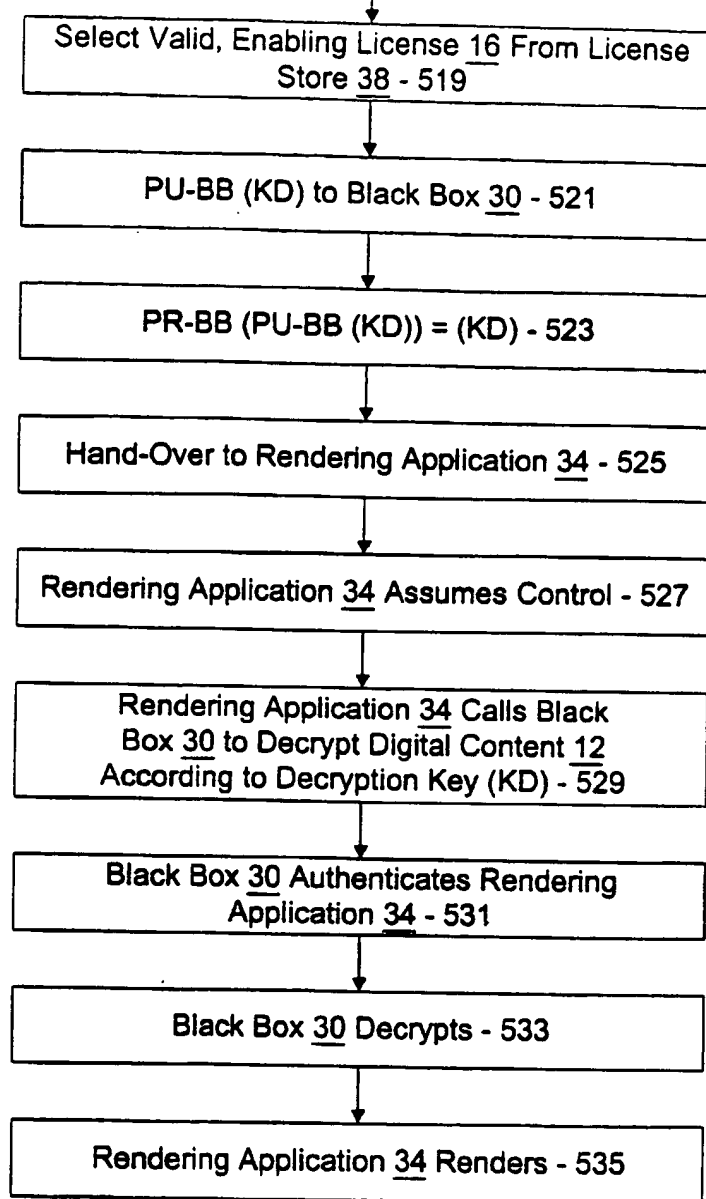 Select Valid, Enabling License 16 From License
Store 38 - 519
PU-BB (KD) to Black Box 30 - 521
PR-BB (PU-BB (KD)) = (KD) - 523
Hand-Over to Rendering Application 34 - 525
Rendering Application 34 Assumes Control - 527
Rendering Application 34 Calls Black
Box 30 to Decrypt Digital Content 12
According to Decryption Key (KD) - 529
Black Box 30 Authenticates Rendering
Application 34 - 531
Black Box 30 Decrypts - 533
Rendering Application 34 Renders - 535